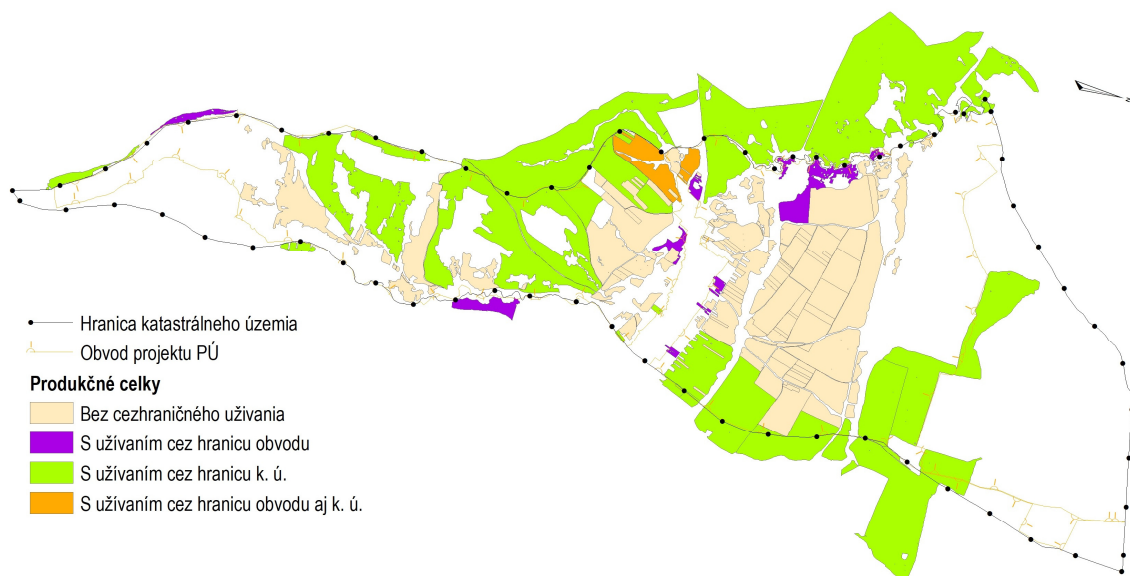 Hranica katastrálneho územia
Obvod projektu PÚ
Produkčné celky
Bez cezhraničného uživania
S užívaním cez hranicu obvodu
S užívaním cez hranicu k. ú.
S užívaním cez hranicu obvodu aj k. ú.